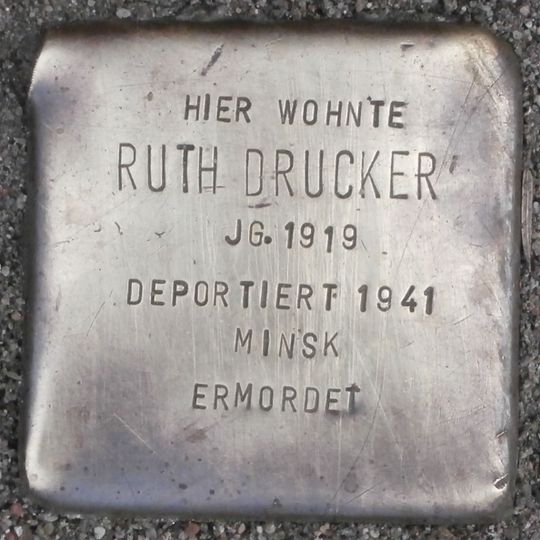 HIER WOHNTE
RUTH DRUCKER
JG. 1919
DEPORTIERT 1941
MINSK
ERMORDET